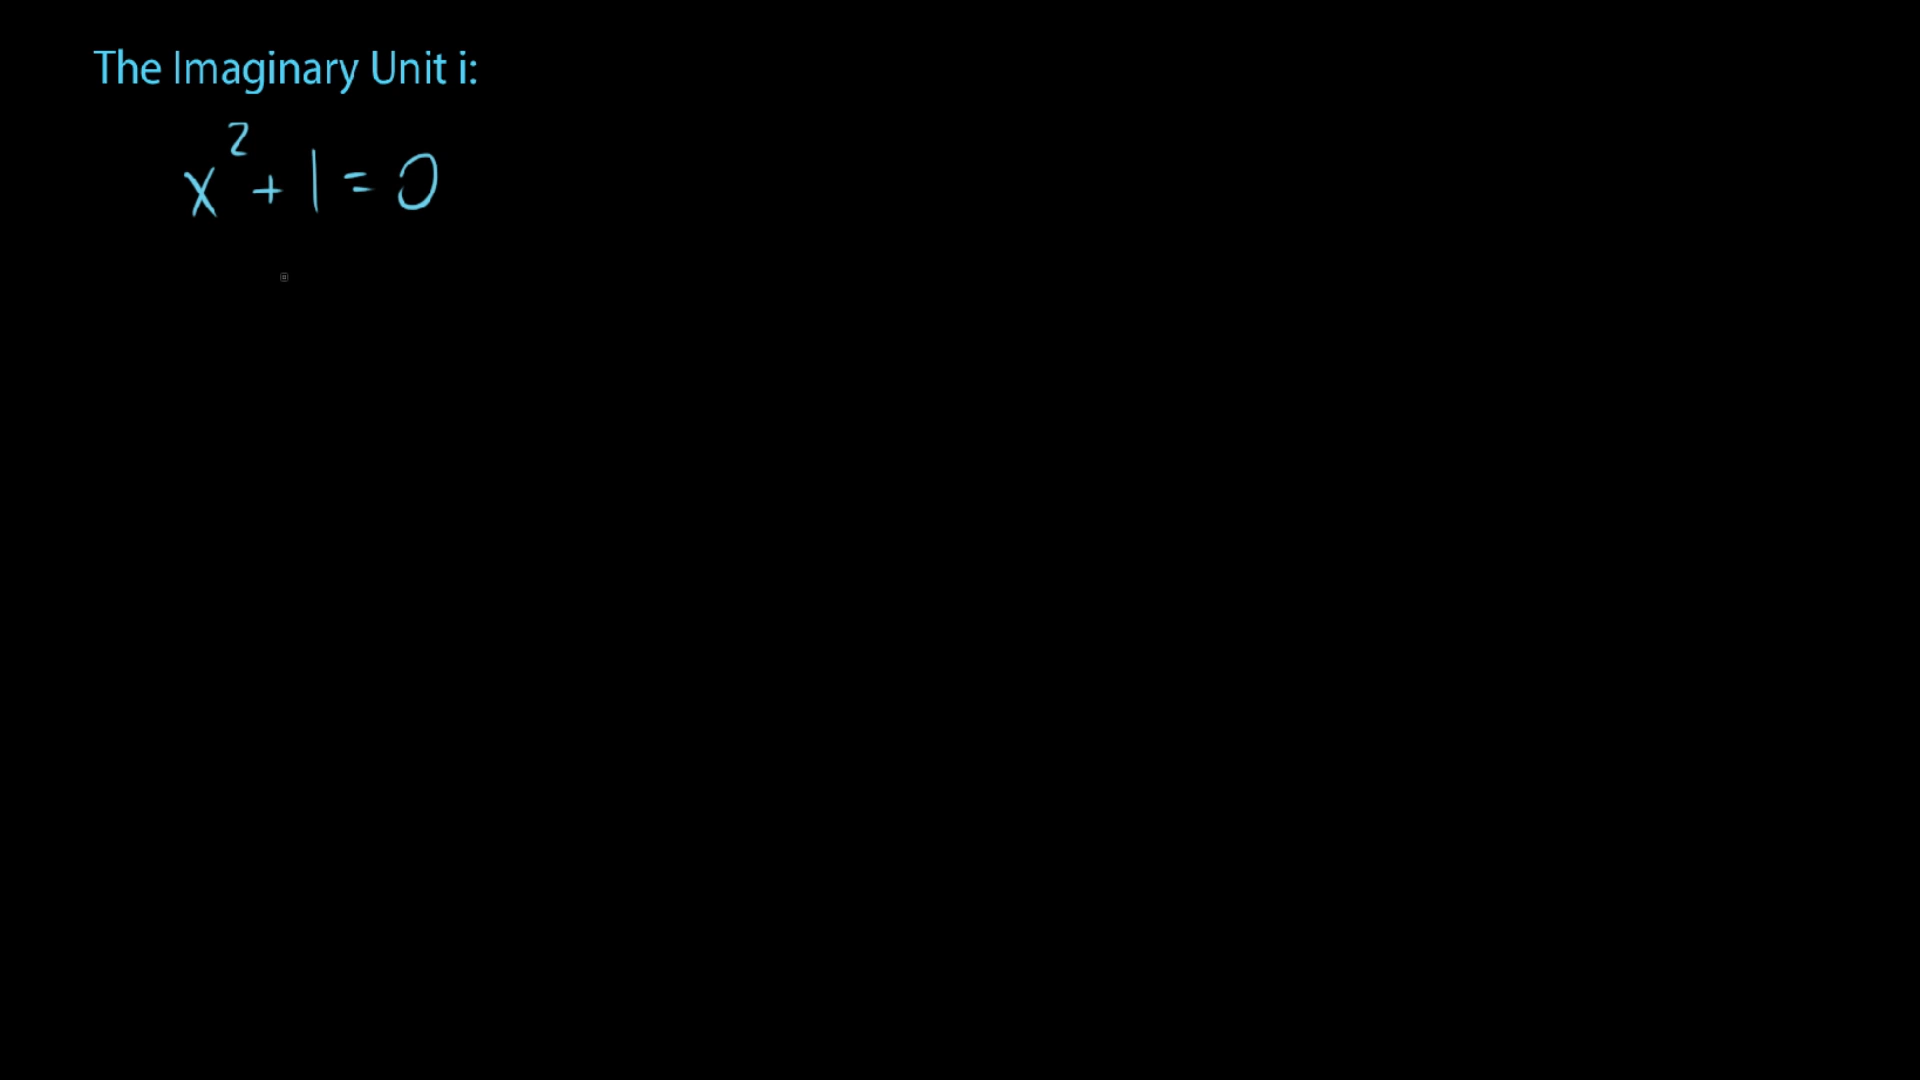 The Imaginary Unit i:
x² + 1 = 0